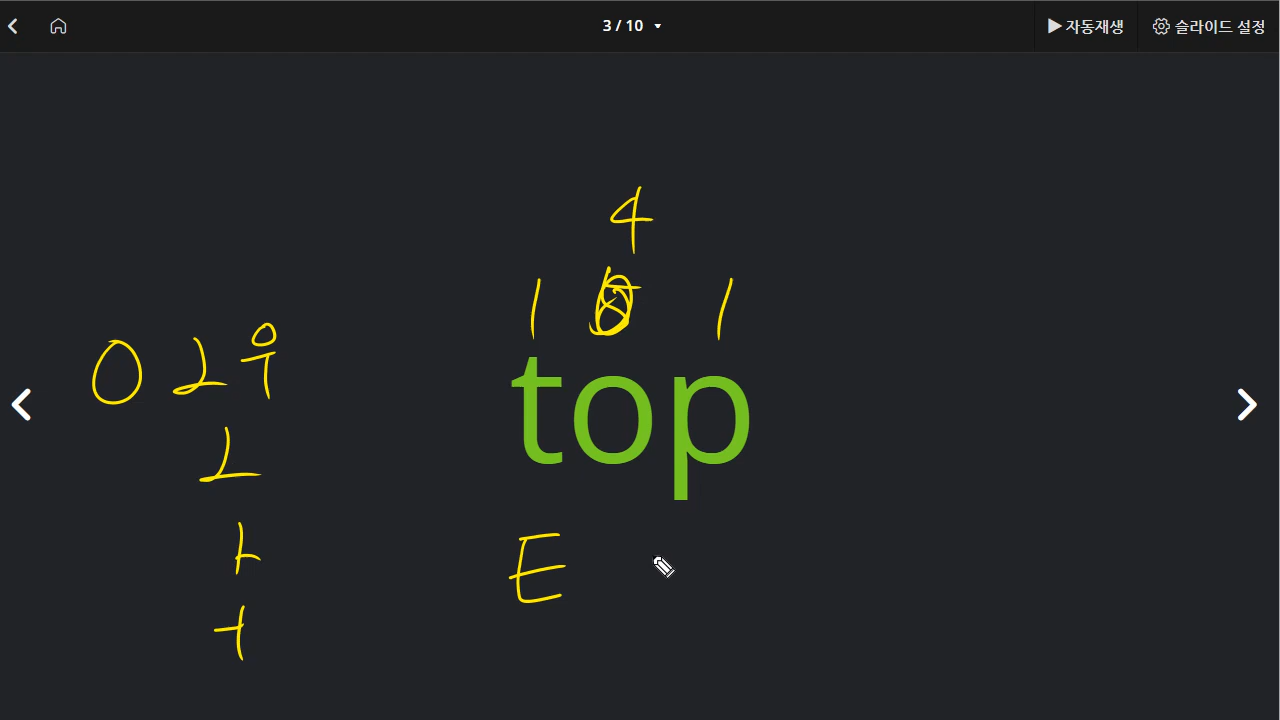 3 / 10
자동재생
슬라이드 설정
4
1 1
top
ㅇ ㅗ 우
ㅗ
ㅏ
ㅓ
ㅌ